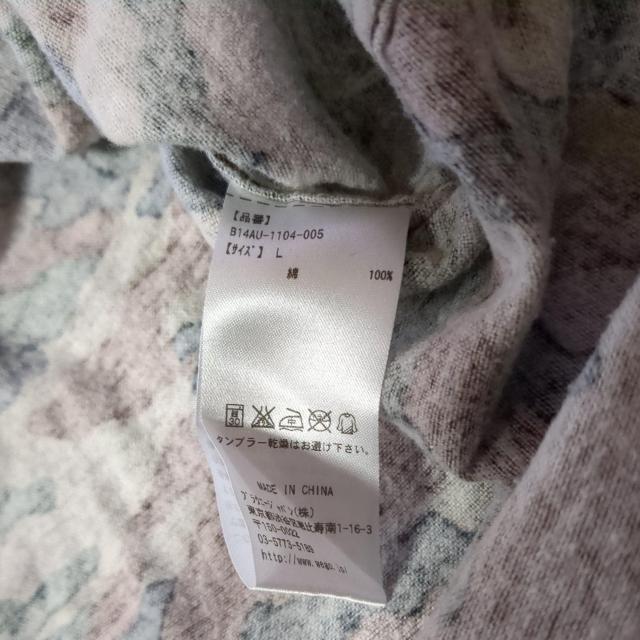 【品番】
B14AU-1104-005
【サイズ】 L
綿 100%
タンブラー乾燥はお避け下さい。
MADE IN CHINA
(株)
東京都渋谷区恵比寿南1-16-3
〒150-0022
03-5773-5189
http://www.wego.jp/